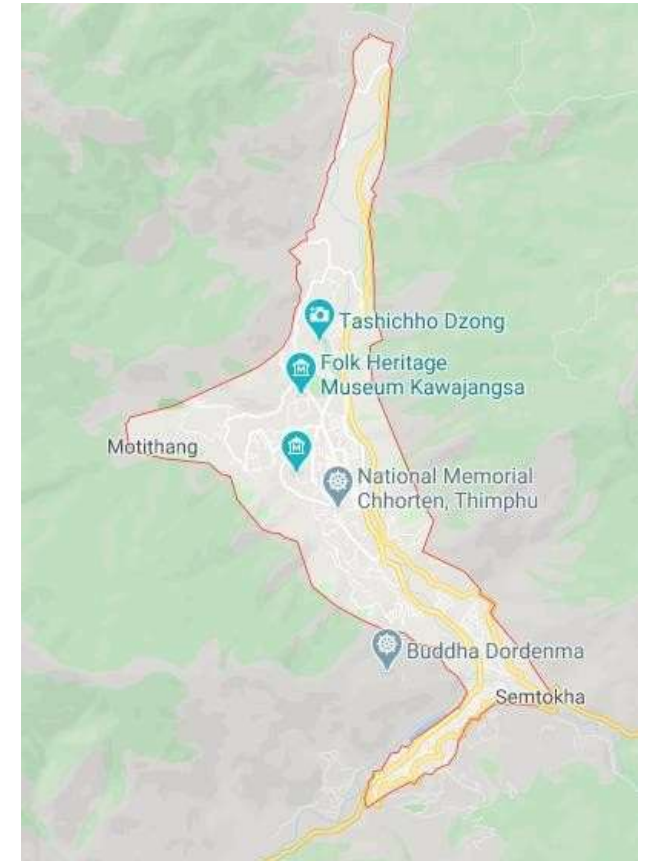 Tashichho Dzong
Folk Heritage
Museum Kawajangsa
Motithang
National Memorial
Chhorten, Thimphu
Buddha Dordenma
Semtokha